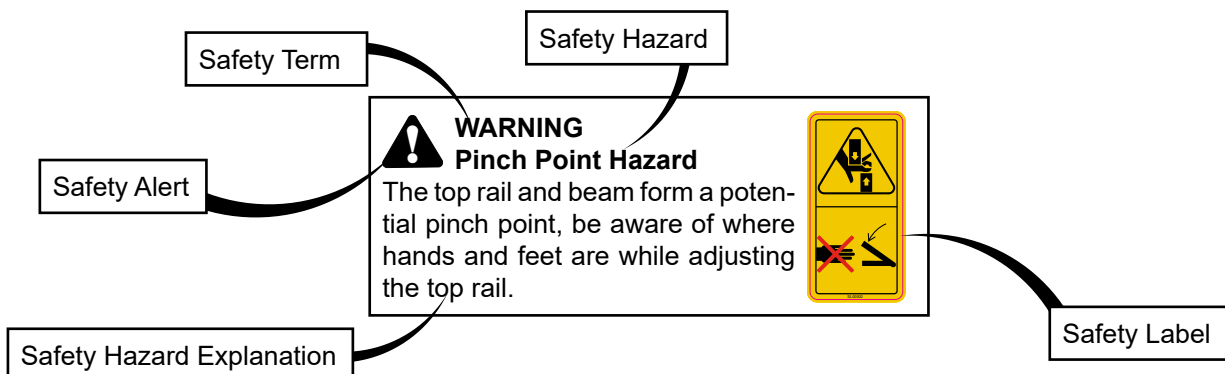 Safety Hazard
Safety Term
WARNING
Pinch Point Hazard
Safety Alert
The top rail and beam form a poten-
tial pinch point, be aware of where
hands and feet are while adjusting
the top rail.
Safety Label
Safety Hazard Explanation